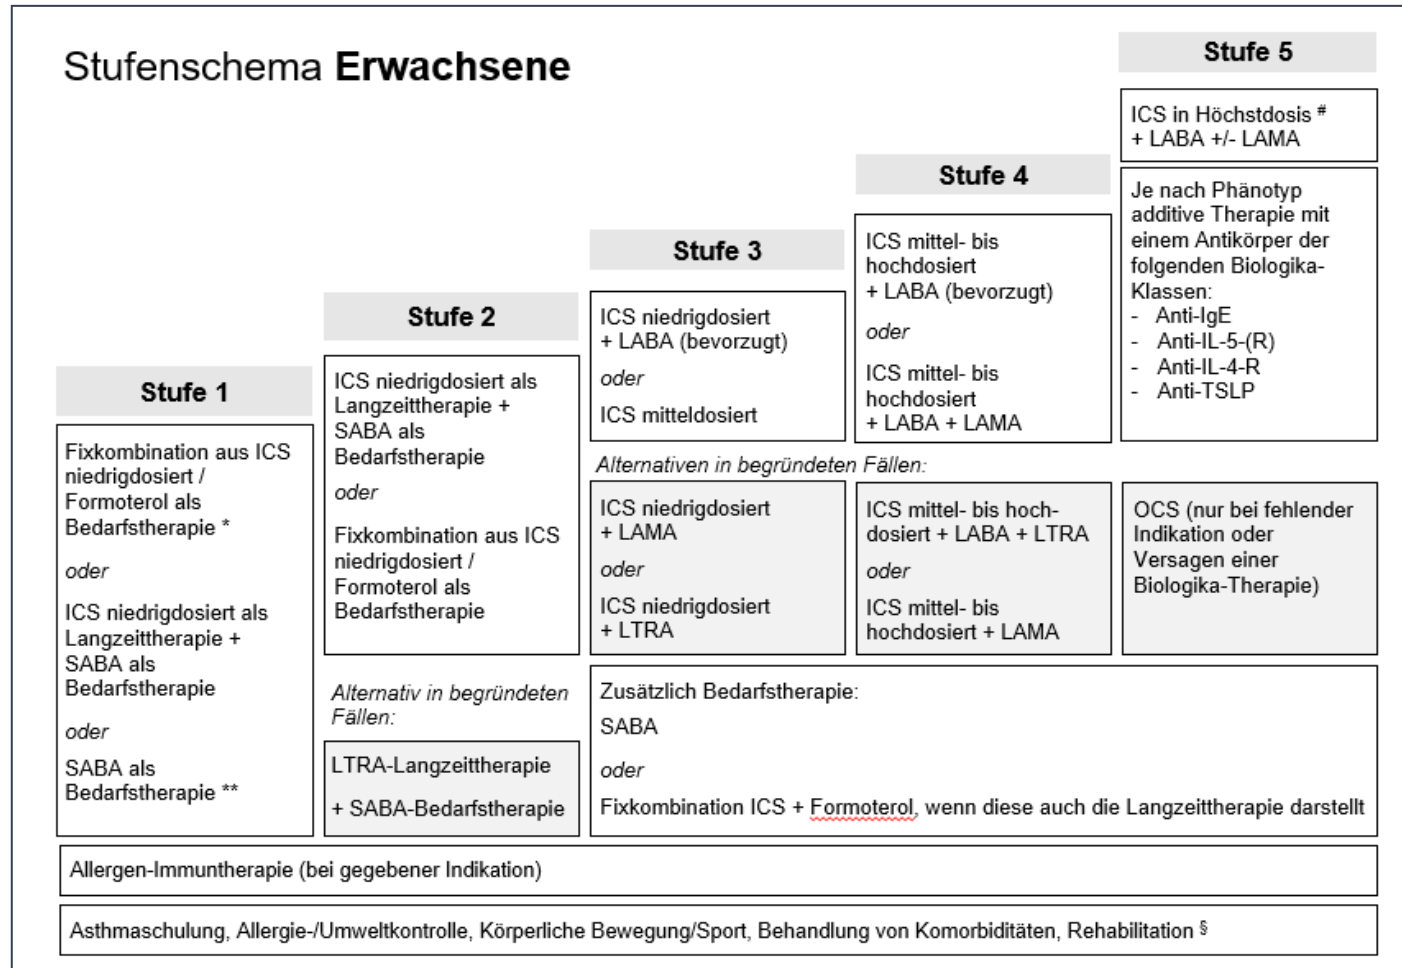 Stufenschema Erwachsene
Stufe 1
Fixkombination aus ICS
niedrigdosiert /
Formoterol als
Bedarfstherapie *
oder
ICS niedrigdosiert als
Langzeittherapie +
SABA als
Bedarfstherapie
oder
SABA als
Bedarfstherapie **
Stufe 2
ICS niedrigdosiert als
Langzeittherapie +
SABA als
Bedarfstherapie
oder
Fixkombination aus ICS
niedrigdosiert /
Formoterol als
Bedarfstherapie
Alternativ in begründeten
Fällen:
LTRA-Langzeittherapie
+ SABA-Bedarfstherapie
Stufe 3
ICS niedrigdosiert
+ LABA (bevorzugt)
oder
ICS mitteldosiert
Stufe 4
ICS mittel- bis
hochdosiert
+ LABA (bevorzugt)
oder
ICS mittel- bis
hochdosiert
+ LABA + LAMA
Stufe 5
ICS in Höchstdosis #
+ LABA +/- LAMA
Je nach Phänotyp
additive Therapie mit
einem Antikörper der
folgenden Biologika-
Klassen:
- Anti-IgE
- Anti-IL-5-(R)
- Anti-IL-4-R
- Anti-TSLP
Alternativen in begründeten Fällen:
ICS niedrigdosiert
+ LAMA
oder
ICS niedrigdosiert
+ LTRA
ICS mittel- bis hoch-
dosiert + LABA + LTRA
oder
ICS mittel- bis
hochdosiert + LAMA
OCS (nur bei fehlender
Indikation oder
Versagen einer
Biologika-Therapie)
Zusätzlich Bedarfstherapie:
SABA
oder
Fixkombination ICS + Formoterol, wenn diese auch die Langzeittherapie darstellt
Allergen-Immuntherapie (bei gegebener Indikation)
Asthmaschulung, Allergie-/Umweltkontrolle, Körperliche Bewegung/Sport, Behandlung von Komorbiditäten, Rehabilitation §